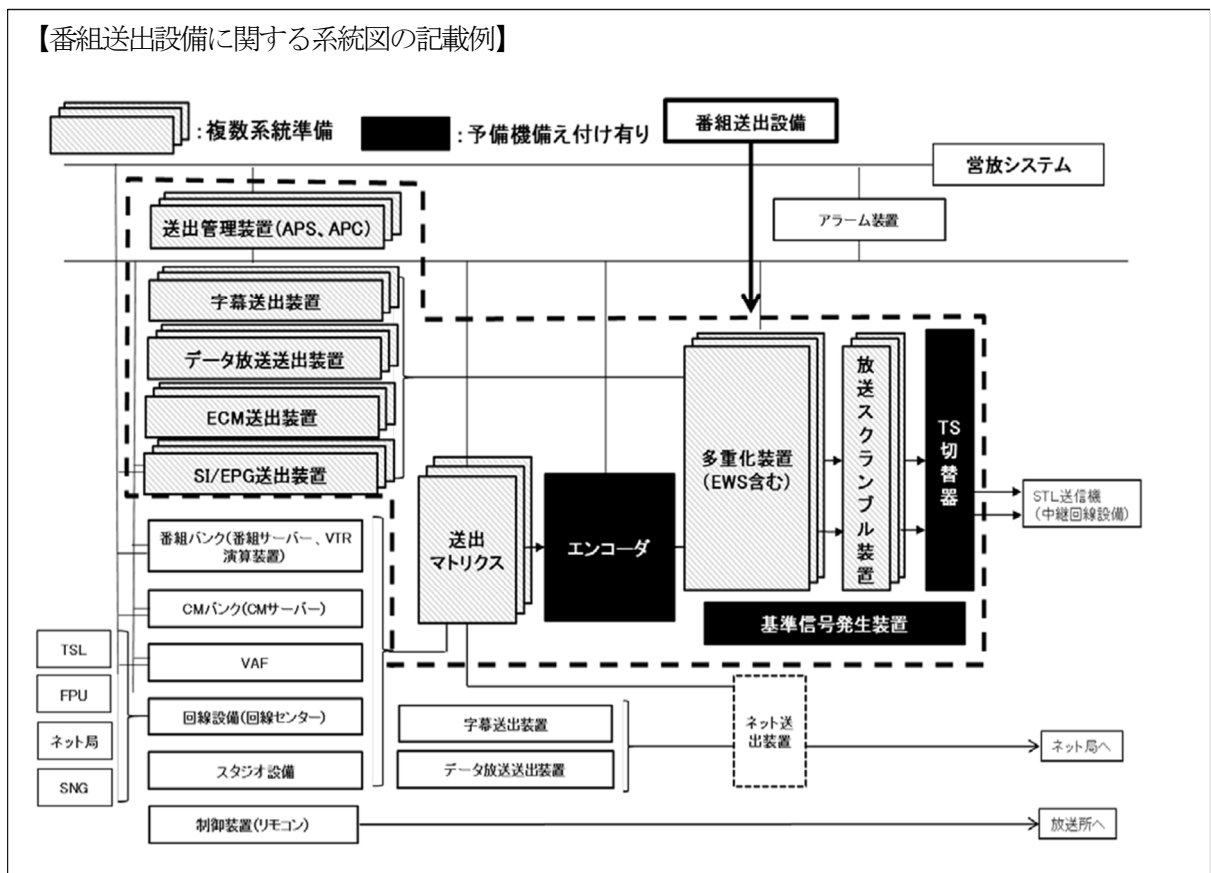 【番組送出設備に関する系統図の記載例】
:複数系統準備
:予備機備え付け有り
番組送出設備
営放システム
送出管理装置(APS、APC)
アラーム装置
字幕送出装置
データ放送送出装置
ECM送出装置
SI/EPG送出装置
多重化装置
(EWS含む)
放送スクランブル装置
TS
切替器
STL送信機
(中継回線設備)
送出
マトリクス
エンコーダ
基準信号発生装置
番組バンク(番組サーバー、VTR
演算装置)
CMバンク(CMサーバー)
VAF
回線設備(回線センター)
スタジオ設備
制御装置(リモコン)
TSL
FPU
ネット局
SNG
字幕送出装置
データ放送送出装置
ネット送
出装置
ネット局へ
放送所へ